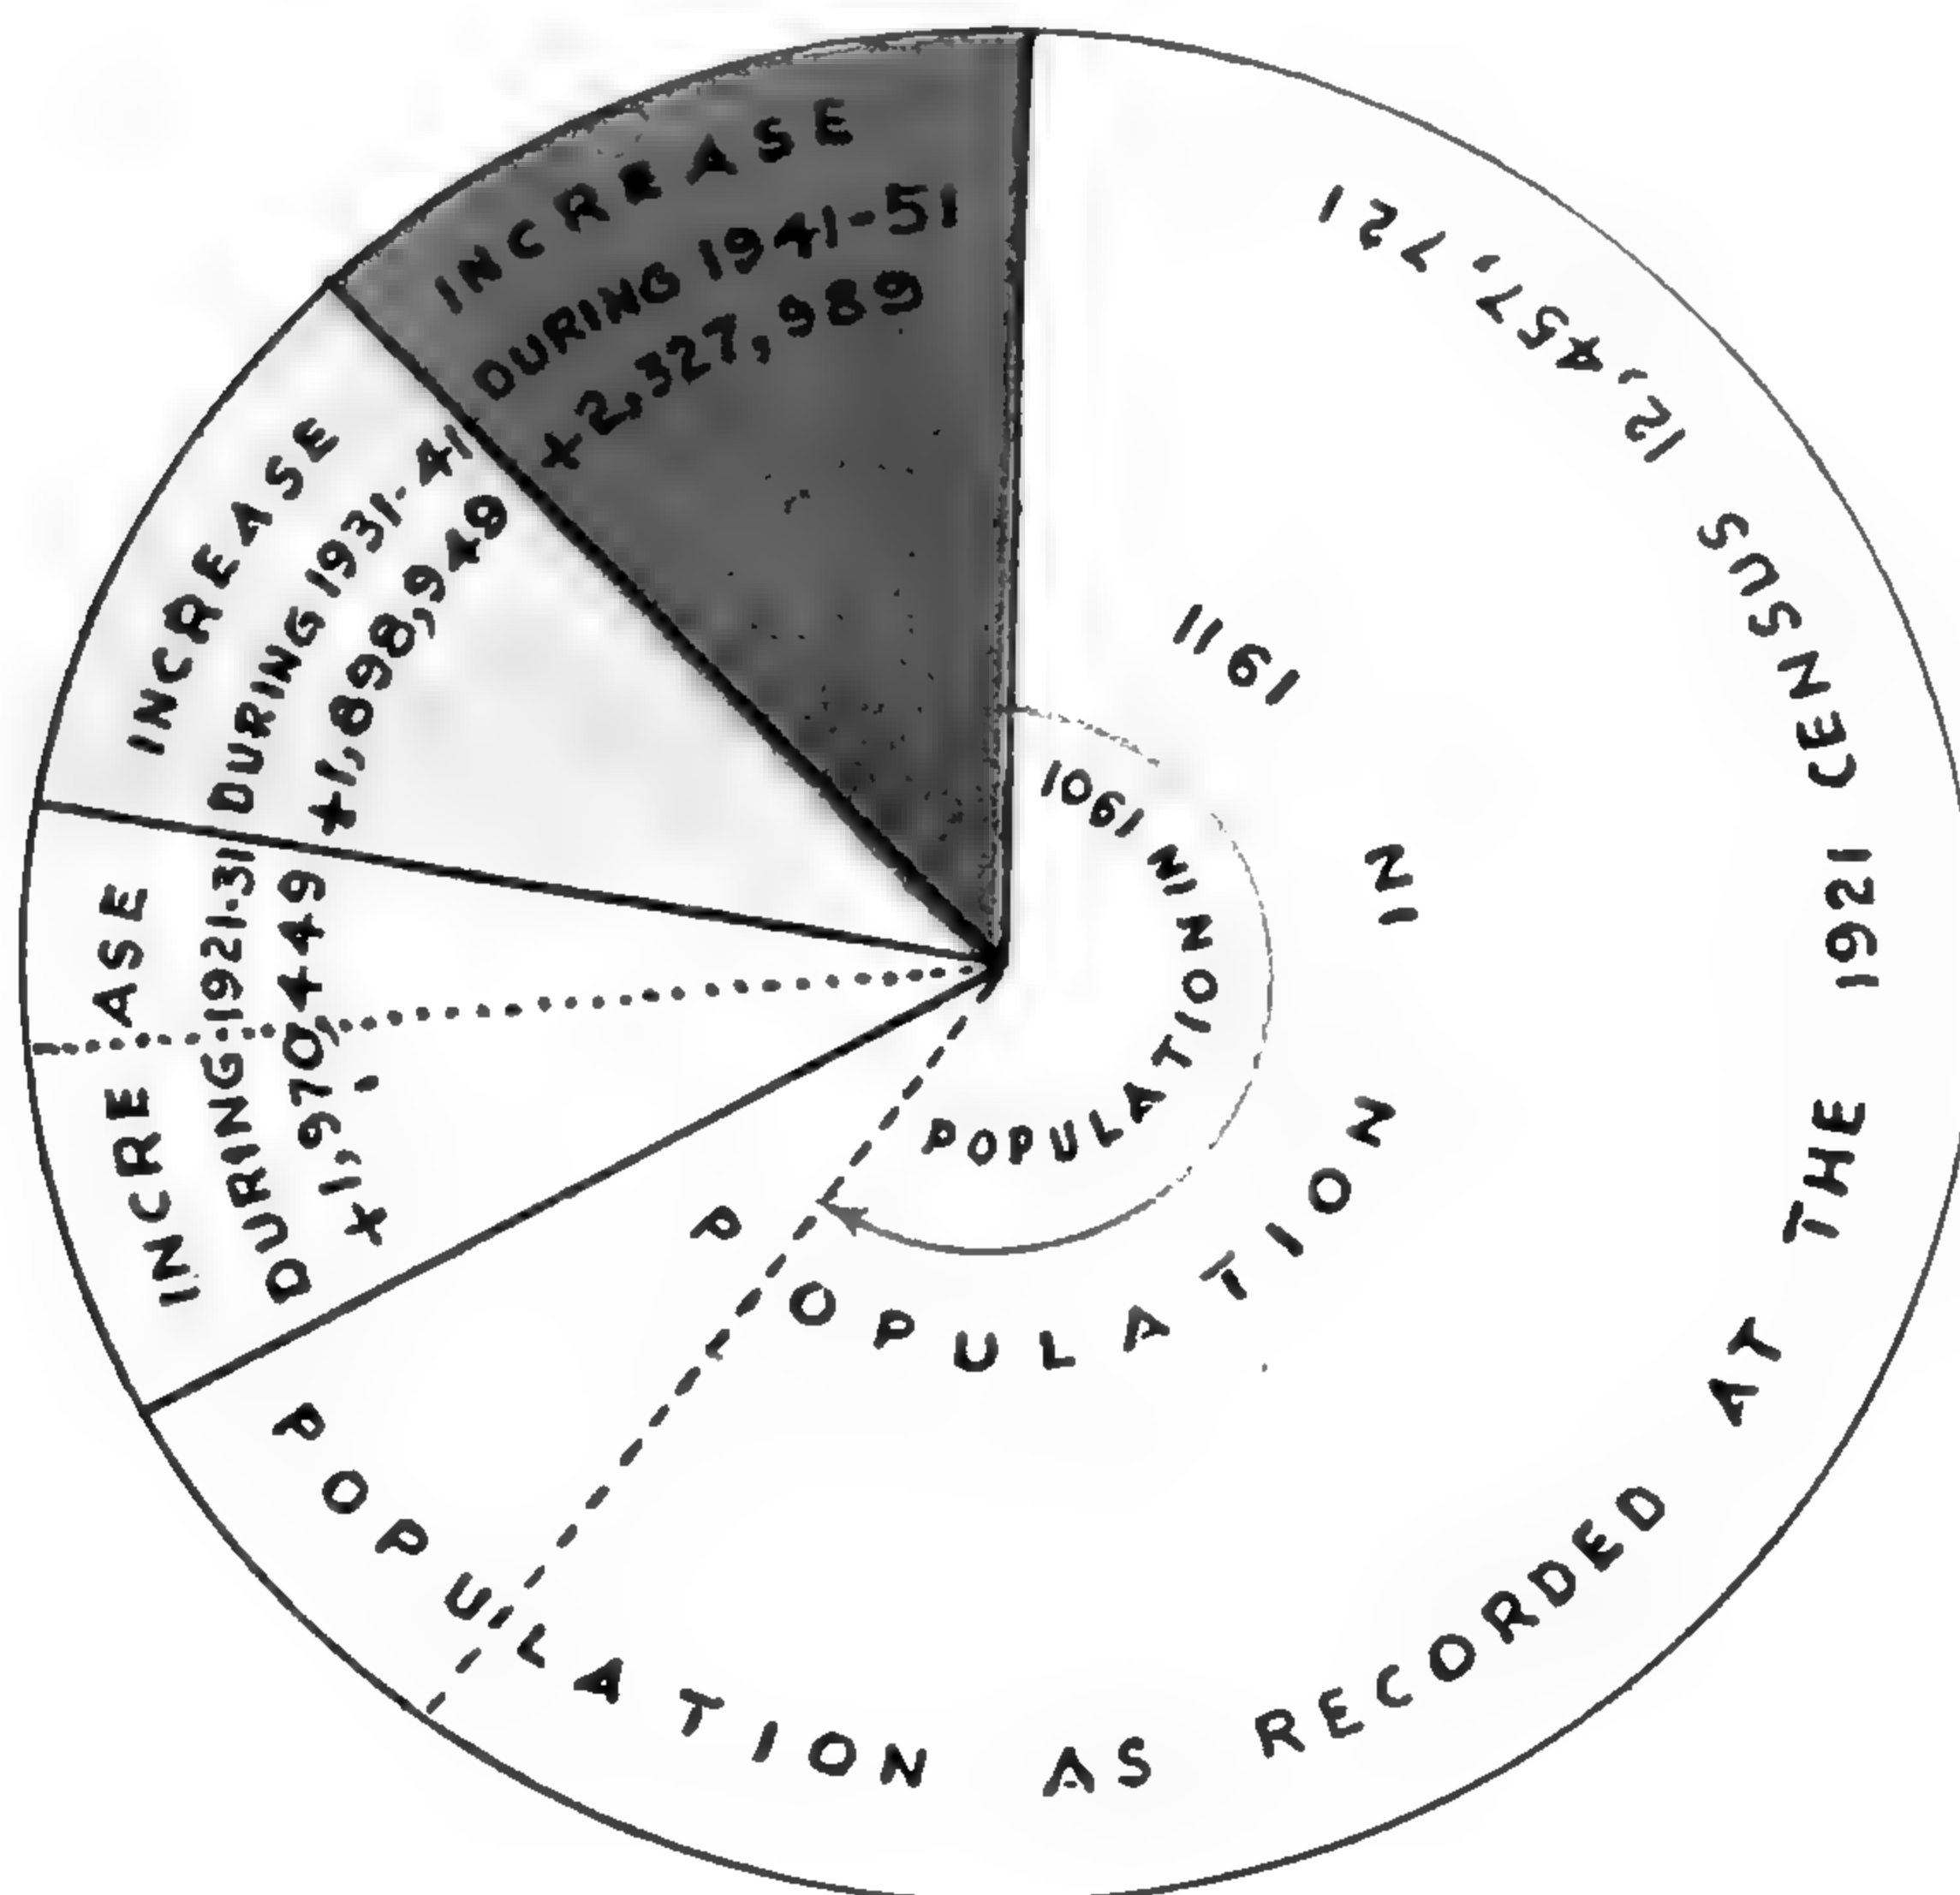 INCREASE
DURING 1941-51
+2,327,989
INCREASE
DURING 1931-41
+1,898,949
INCREASE
DURING 1921-31
+1,970,449
POPULATION IN 1901
POPULATION IN 1911
POPULATION AS RECORDED AT THE 1921 CENSUS 12,457,721